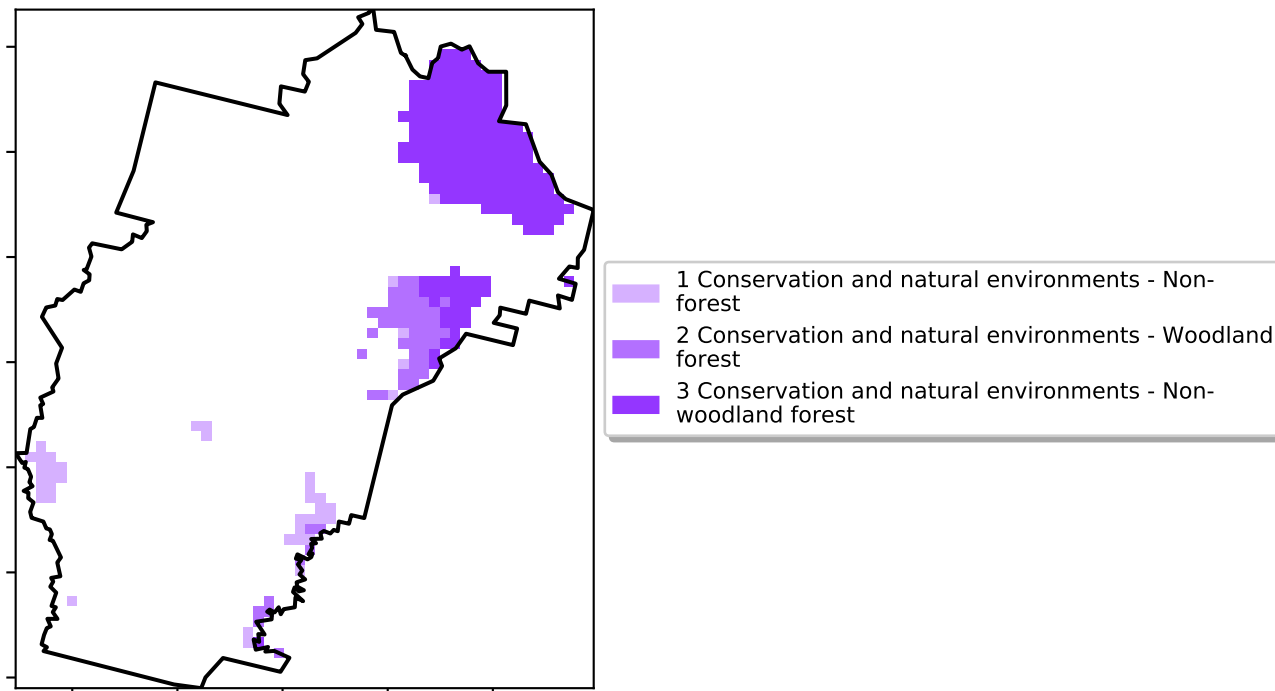 1 Conservation and natural environments - Non-
forest
2 Conservation and natural environments - Woodland
forest
3 Conservation and natural environments - Non-
woodland forest